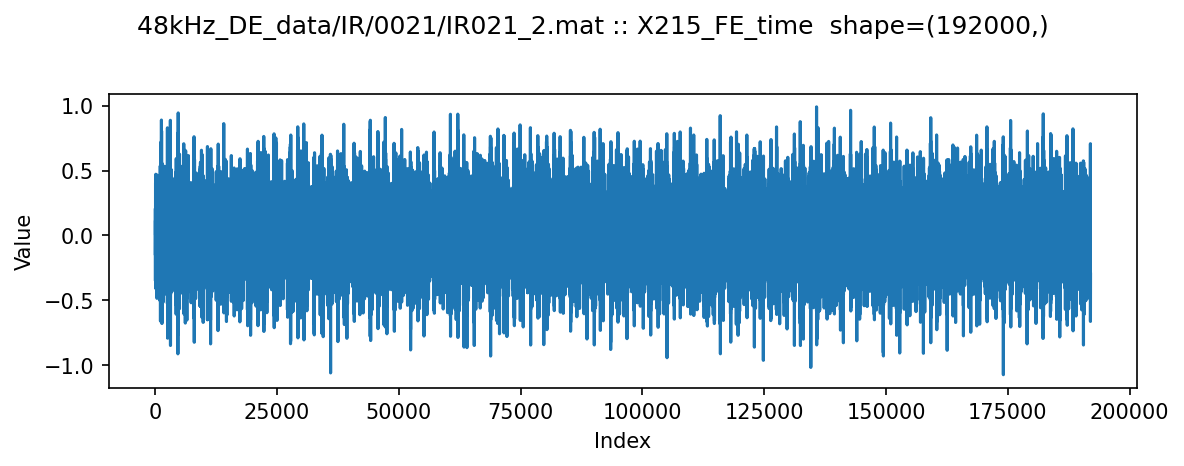 48kHz_DE_data/IR/0021/IR021_2.mat :: X215_FE_time  shape=(192000,)
1.0
0.5
0.0
−0.5
−1.0
Value
0 25000 50000 75000 100000 125000 150000 175000 200000
Index